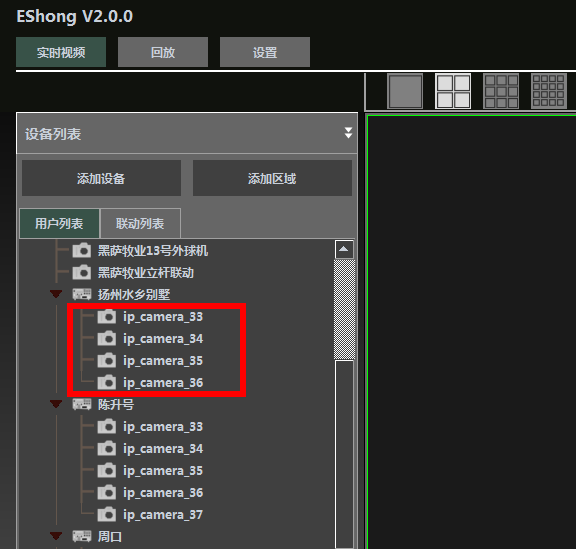 EShong V2.0.0
实时视频 回放 设置
设备列表
添加设备 添加区域
用户列表 联动列表
黑萨牧业13号外球机
黑萨牧业立杆联动
扬州水乡别墅
ip_camera_33
ip_camera_34
ip_camera_35
ip_camera_36
陈升号
ip_camera_33
ip_camera_34
ip_camera_35
ip_camera_36
ip_camera_37
周口